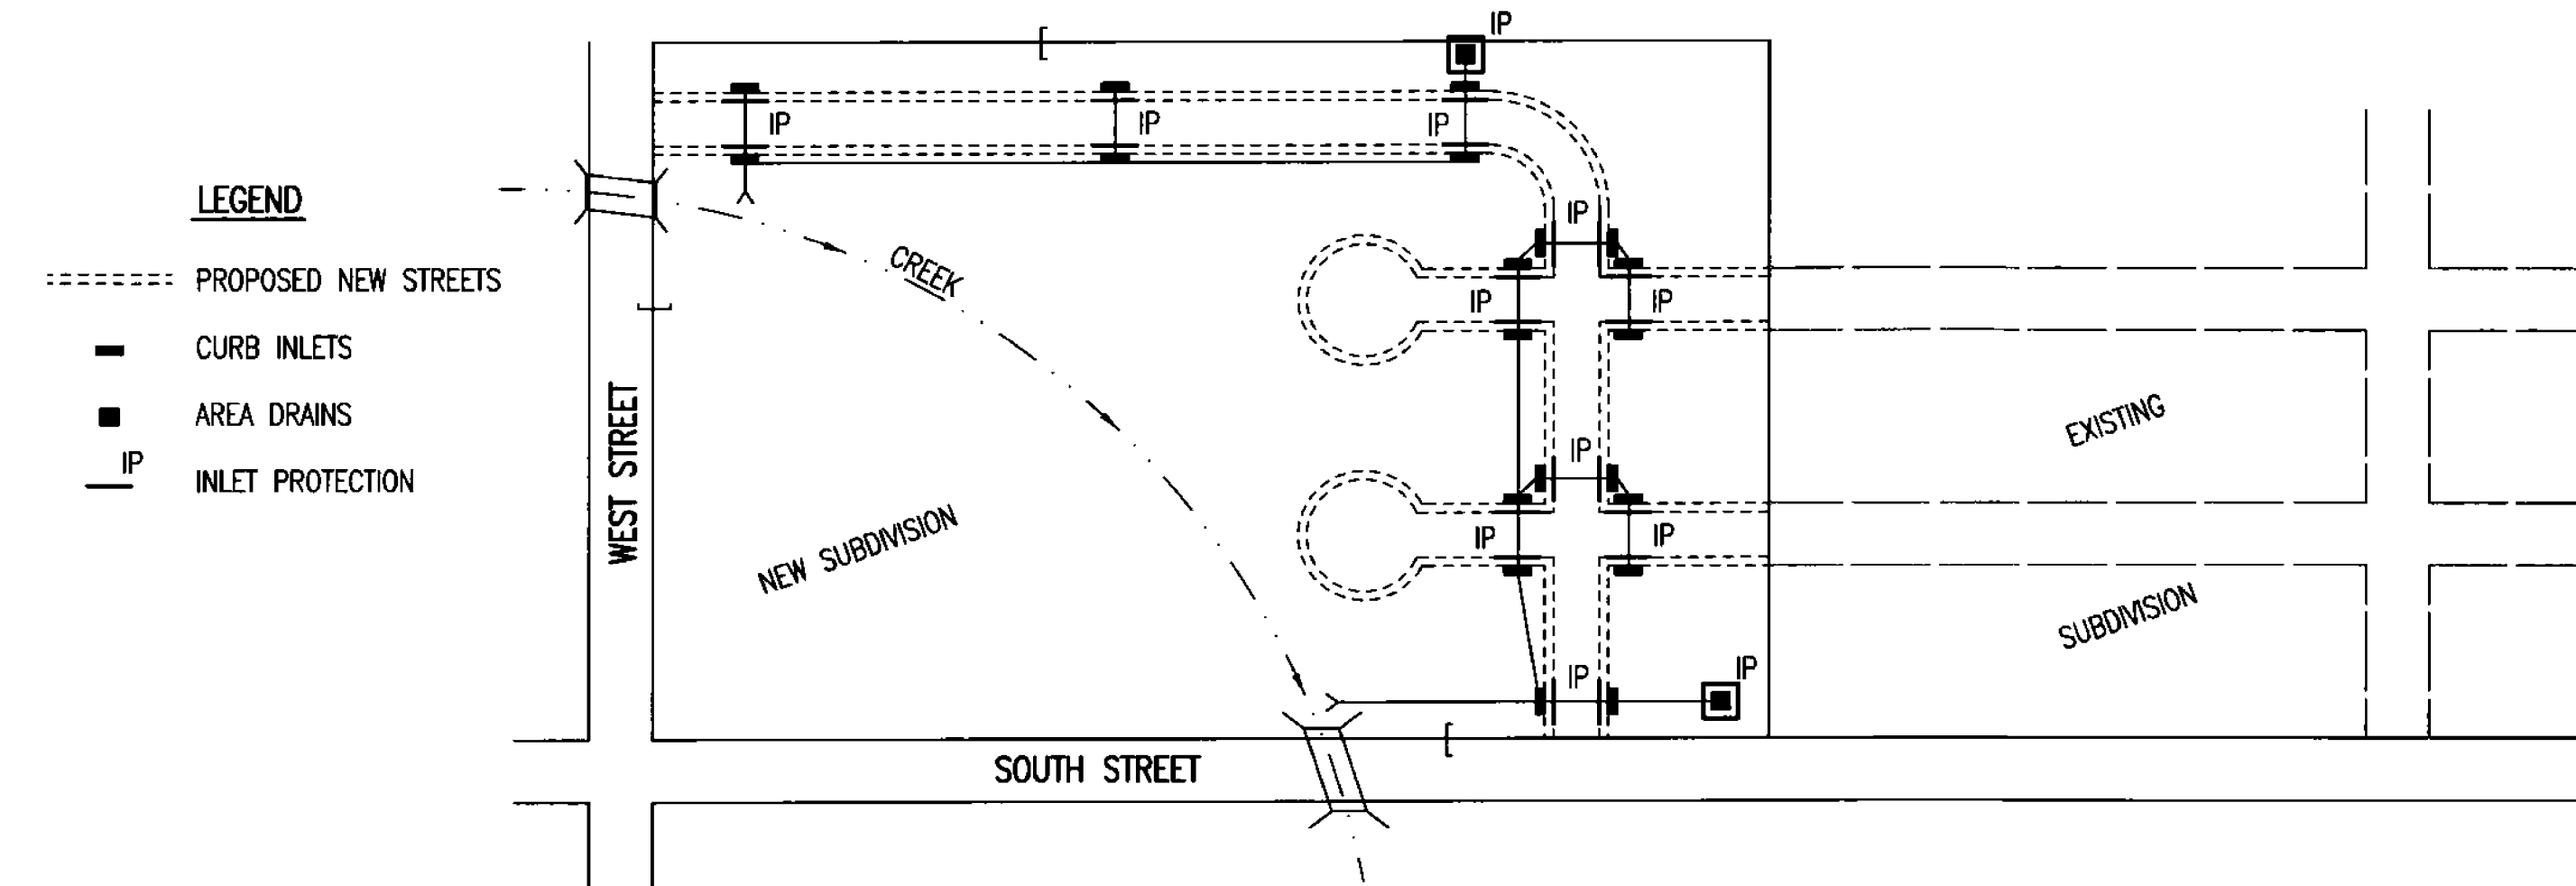 LEGEND
PROPOSED NEW STREETS
CURB INLETS
AREA DRAINS
IP
INLET PROTECTION
IP
IP
IP
IP
IP
IP
IP
IP
IP
IP
IP
IP
CREEK
WEST STREET
NEW SUBDIVISION
EXISTING
SUBDIVISION
SOUTH STREET